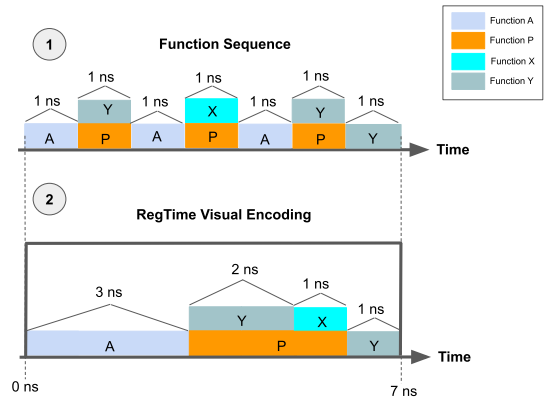 1
Function Sequence
Function A
Function P
Function X
Function Y
1 ns
1 ns
1 ns
1 ns
1 ns
1 ns
1 ns
Y
X
Y
A
P
A
P
A
P
Y
Time
2
RegTime Visual Encoding
3 ns
2 ns
1 ns
1 ns
Y
X
A
P
Y
Time
0 ns
7 ns